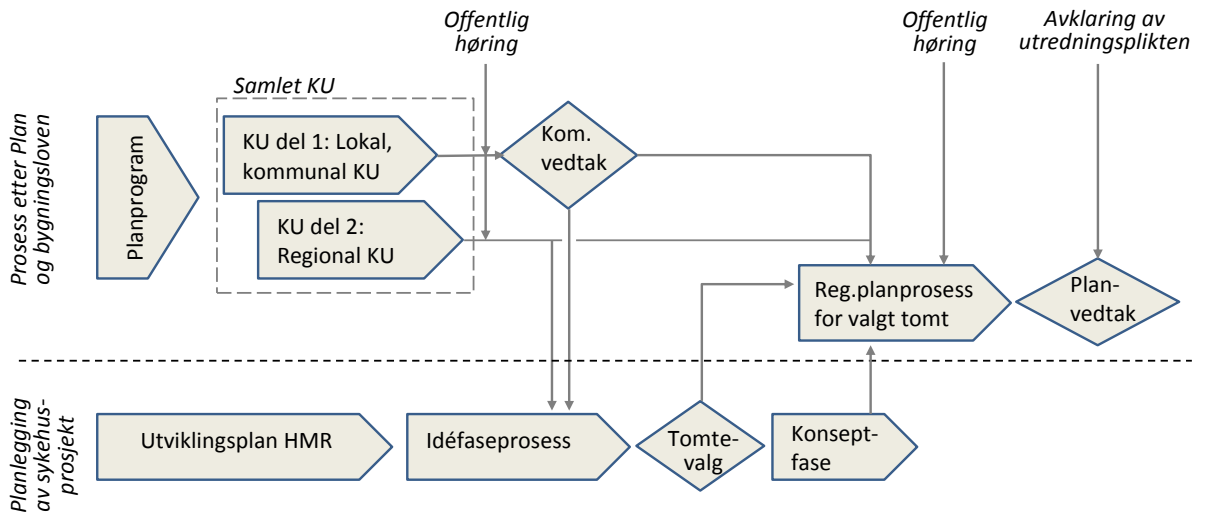 Offentlig
høring
Offentlig
høring
Avklaring av
utredningsplikten
Prosess etter Plan
og bygningsloven
Samlet KU
Planprogram
KU del 1: Lokal,
kommunal KU
Kom.
vedtak
KU del 2:
Regional KU
Reg.planprosess
for valgt tomt
Plan-
vedtak
Planlegging
av sykehus-
prosjekt
Utviklingsplan HMR
Idéfaseprosess
Tomte-
valg
Konsept-
fase